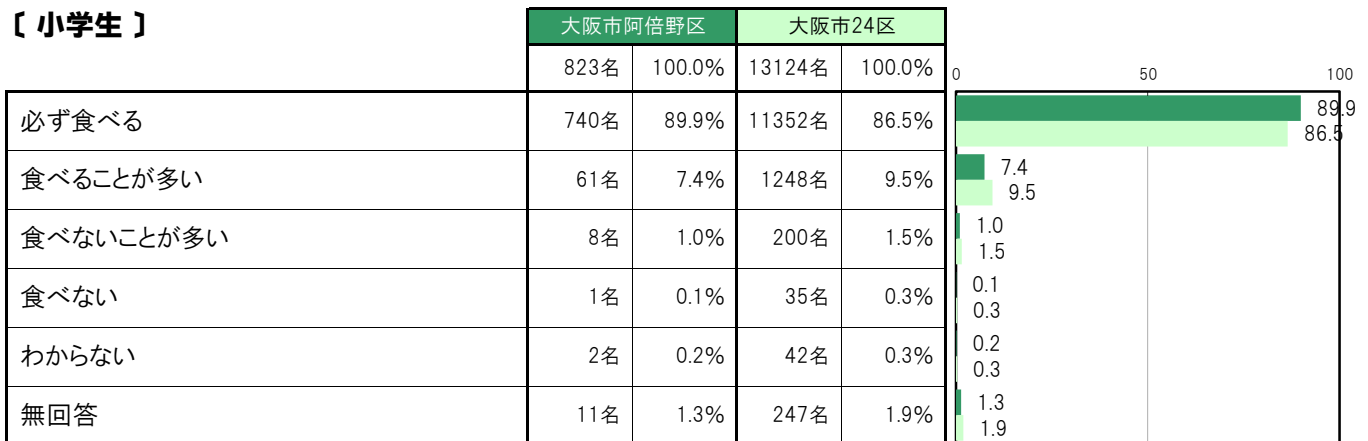 〔 小学生 〕
大阪市阿倍野区 大阪市24区
823名 100.0% 13124名 100.0% 0 50 100
必ず食べる 740名 89.9% 11352名 86.5% 89.9
86.5
食べることが多い 61名 7.4% 1248名 9.5% 7.4
9.5
食べないことが多い 8名 1.0% 200名 1.5% 1.0
1.5
食べない 1名 0.1% 35名 0.3% 0.1
0.3
わからない 2名 0.2% 42名 0.3% 0.2
0.3
無回答 11名 1.3% 247名 1.9% 1.3
1.9